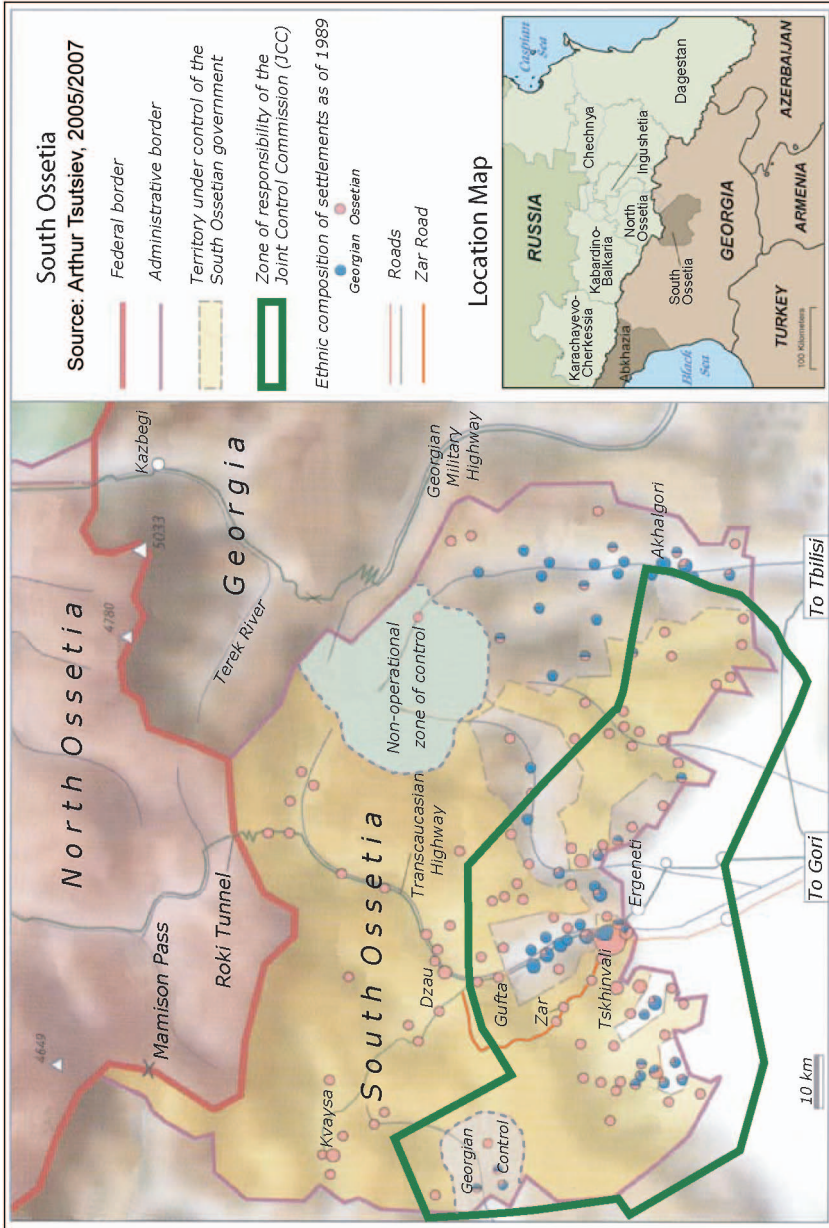 South Ossetia
Source: Arthur Tsutsiev, 2005/2007
Federal border
Administrative border
Territory under control of the
South Ossetian government
Zone of responsibility of the
Joint Control Commission (JCC)
Ethnic composition of settlements as of 1989
Georgian Ossetian
Roads
Zar Road
Location Map
Caspian
Sea
RUSSIA
Dagestan
Chechnya
Ingushetia
North
Ossetia
Kabardino-
Balkaria
Karachayevo-
Cherkessia
Abkhazia
Black
Sea
South
Ossetia
GEORGIA
AZERBAIJAN
ARMENIA
TURKEY
100 Kilometers
North Ossetia
4649
4780
5033
Mamison Pass
Roki Tunnel
Kazbegi
Georgia
Terek River
Georgian
Military
Highway
Non-operational
zone of control
South Ossetia
Transcaucasian
Highway
Kvaysa
Dzau
Gufta
Zar
Georgian
Control
Tskhinvali
Ergeneti
Akhalgori
10 km
To Gori
To Tbilisi